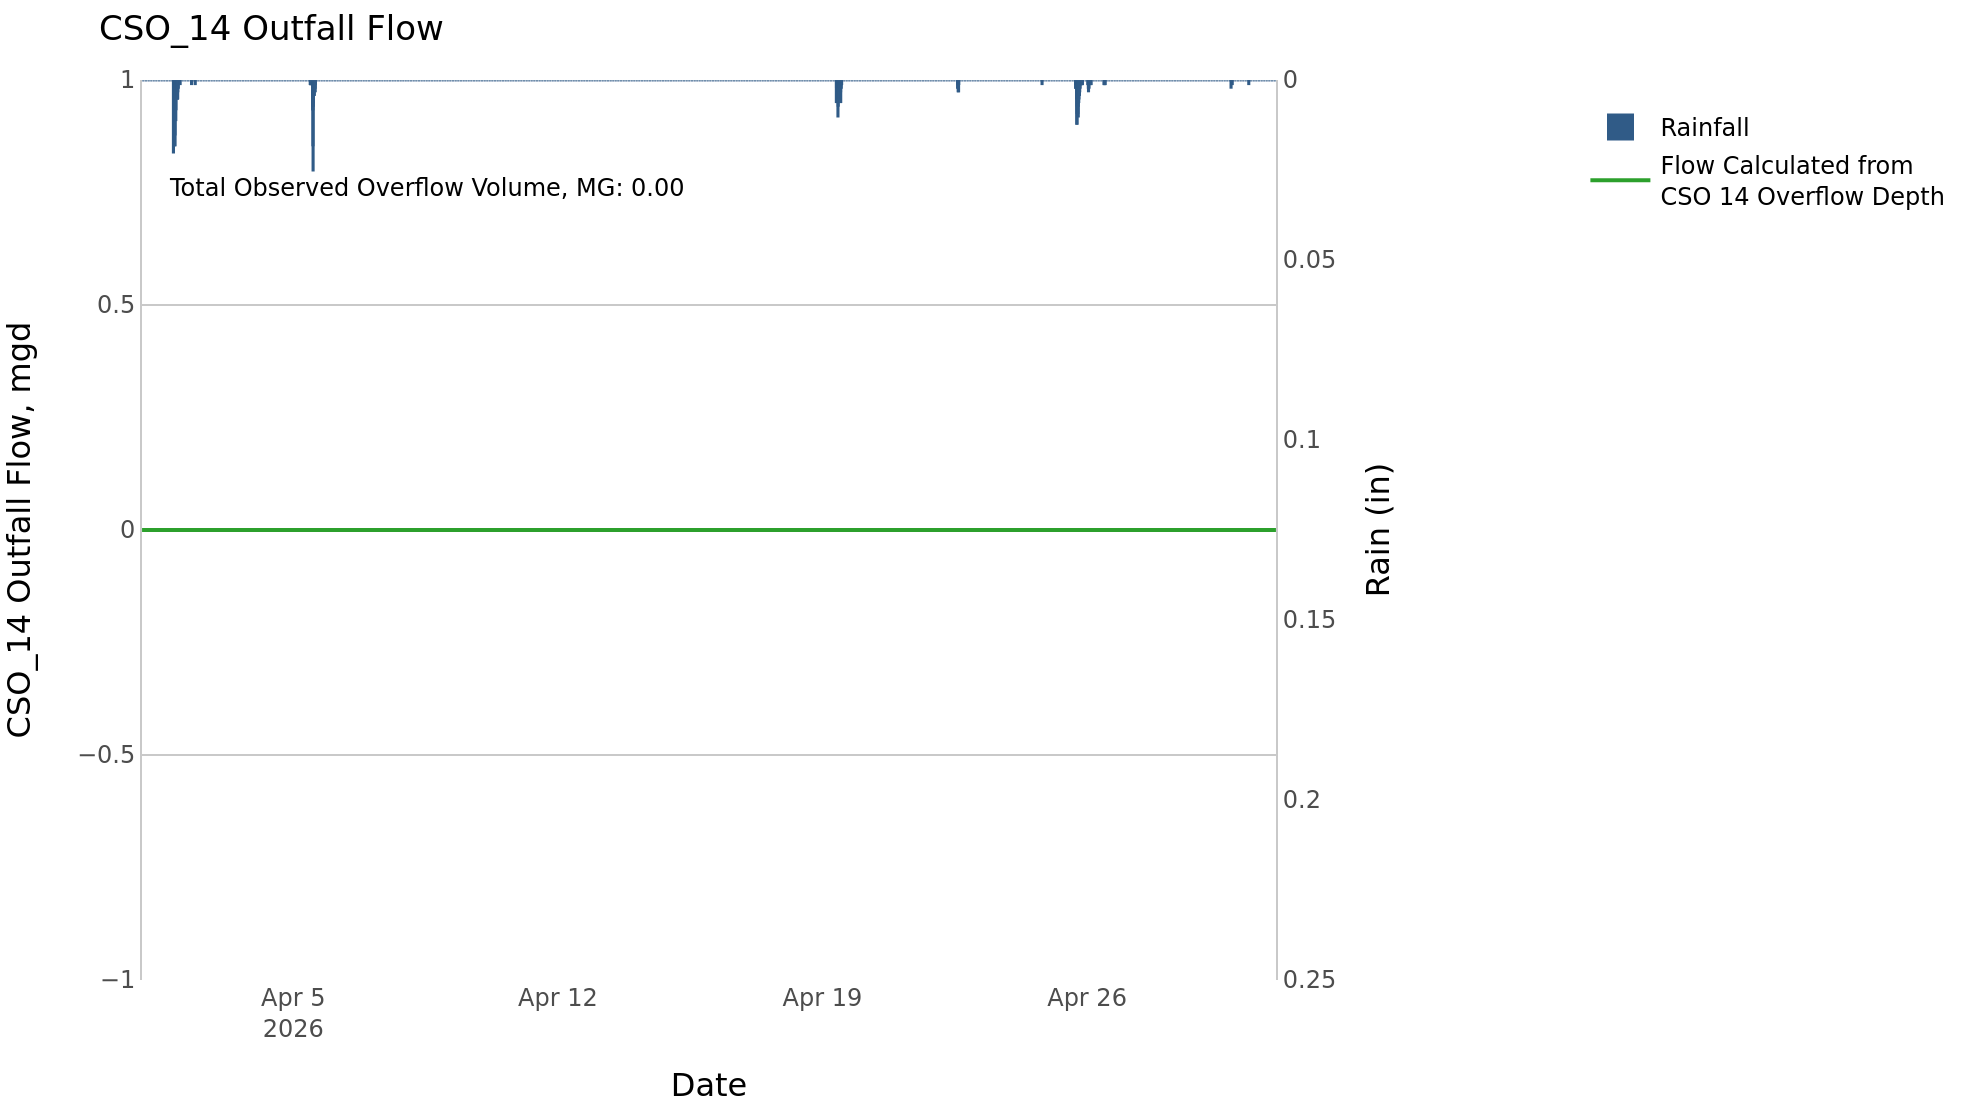 CSO_14 Outfall Flow
1
0.5
0
−0.5
−1
CSO_14 Outfall Flow, mgd
Total Observed Overflow Volume, MG: 0.00
0
0.05
0.1
0.15
0.2
0.25
Rain (in)
Apr 5
2026
Apr 12
Apr 19
Apr 26
Date
Rainfall
Flow Calculated from
CSO 14 Overflow Depth